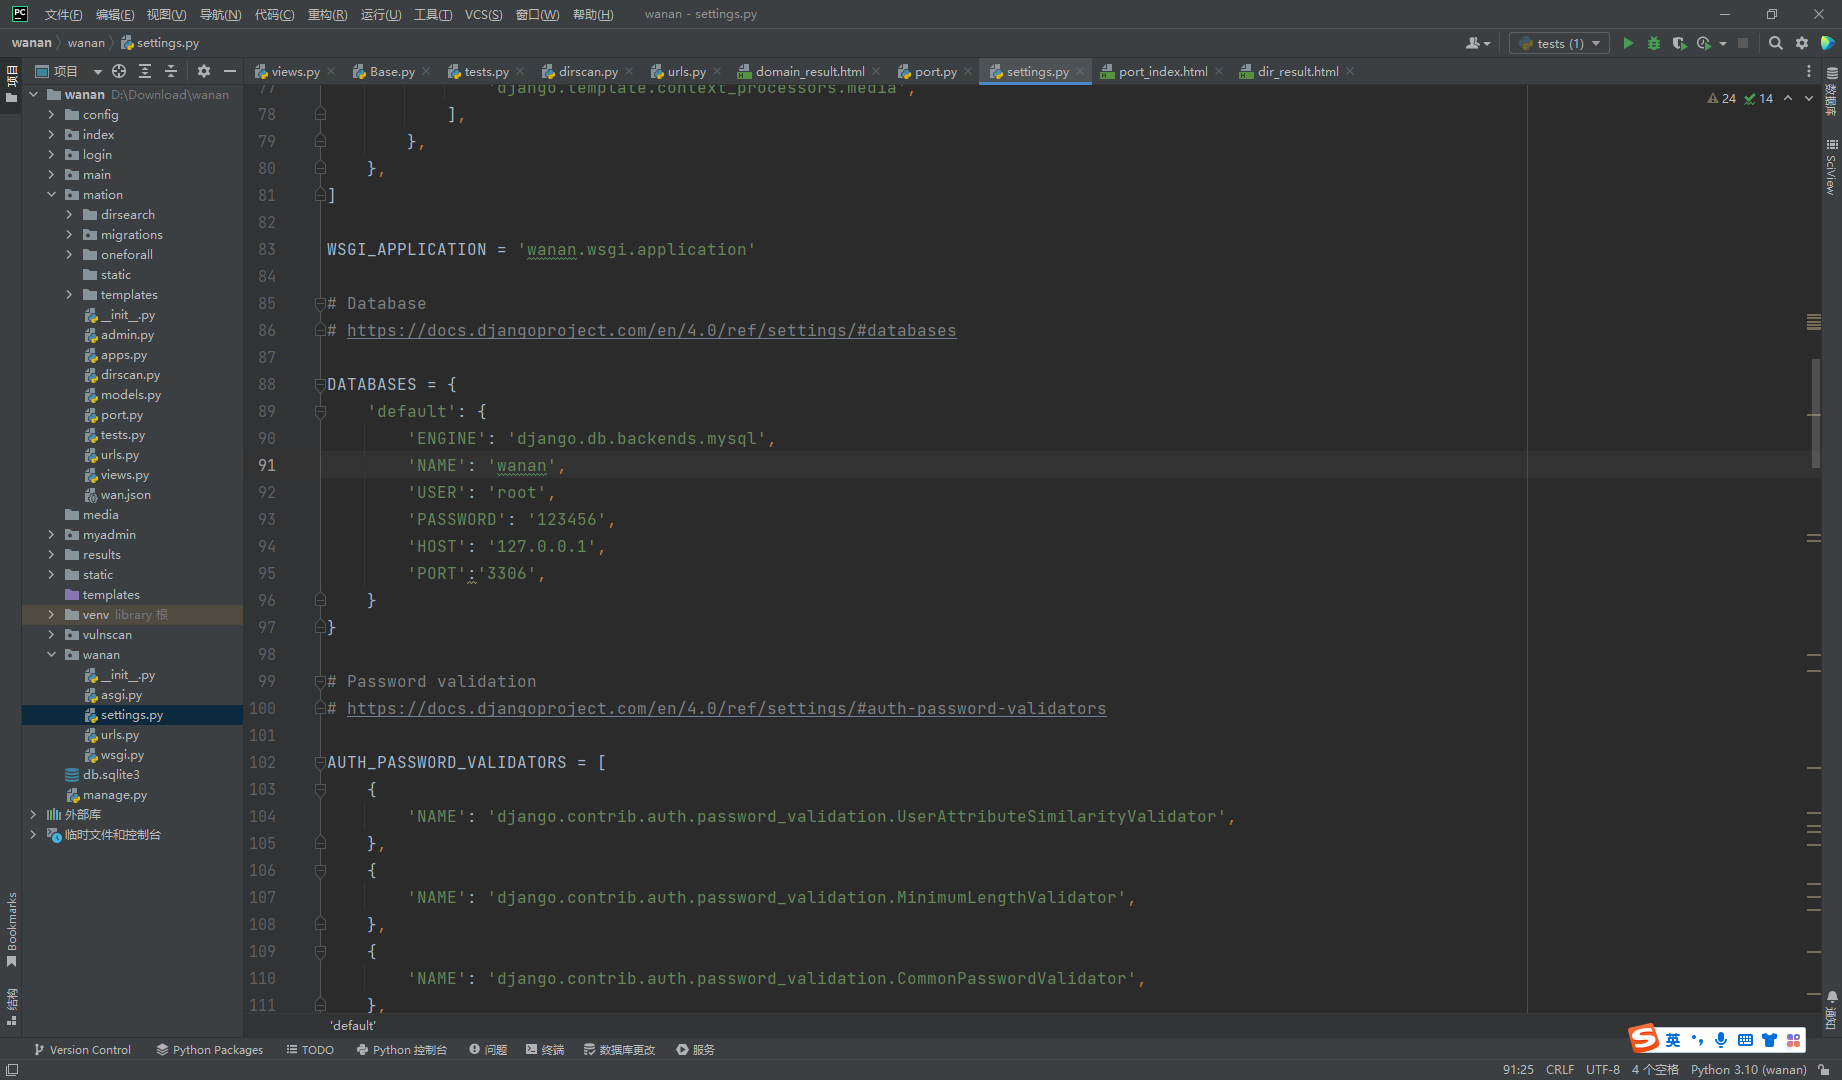 PC 文件(F) 编辑(E) 视图(V) 导航(N) 代码(C) 重构(R) 运行(U) 工具(T) VCS(S) 窗口(W) 帮助(H) wanan - settings.py
wanan wanan settings.py tests (1)
项目 views.py Base.py tests.py dirscan.py urls.py domain_result.html port.py settings.py port_index.html dir_result.html
项目
wanan D:\Download\wanan
config
index
login
main
mation
dirsearch
migrations
oneforall
static
templates
__init__.py
admin.py
apps.py
dirscan.py
models.py
port.py
tests.py
urls.py
views.py
wan.json
media
myadmin
results
static
templates
venv library 根
vulnscan
wanan
__init__.py
asgi.py
settings.py
urls.py
wsgi.py
db.sqlite3
manage.py
外部库
临时文件和控制台
Bookmarks
结构
77 'django.template.context_processors.media',
78 ],
79 },
80 },
81 ]
82
83 WSGI_APPLICATION = 'wanan.wsgi.application'
84
85 # Database
86 # https://docs.djangoproject.com/en/4.0/ref/settings/#databases
87
88 DATABASES = {
89 'default': {
90 'ENGINE': 'django.db.backends.mysql',
91 'NAME': 'wanan',
92 'USER': 'root',
93 'PASSWORD': '123456',
94 'HOST': '127.0.0.1',
95 'PORT':'3306',
96 }
97 }
98
99 # Password validation
100 # https://docs.djangoproject.com/en/4.0/ref/settings/#auth-password-validators
101
102 AUTH_PASSWORD_VALIDATORS = [
103 {
104 'NAME': 'django.contrib.auth.password_validation.UserAttributeSimilarityValidator',
105 },
106 {
107 'NAME': 'django.contrib.auth.password_validation.MinimumLengthValidator',
108 },
109 {
110 'NAME': 'django.contrib.auth.password_validation.CommonPasswordValidator',
111 },
24 14
数据库
SciView
通知
'default'
Version Control Python Packages TODO Python 控制台 问题 终端 数据库更改 服务
S 英
91:25 CRLF UTF-8 4 个空格 Python 3.10 (wanan)